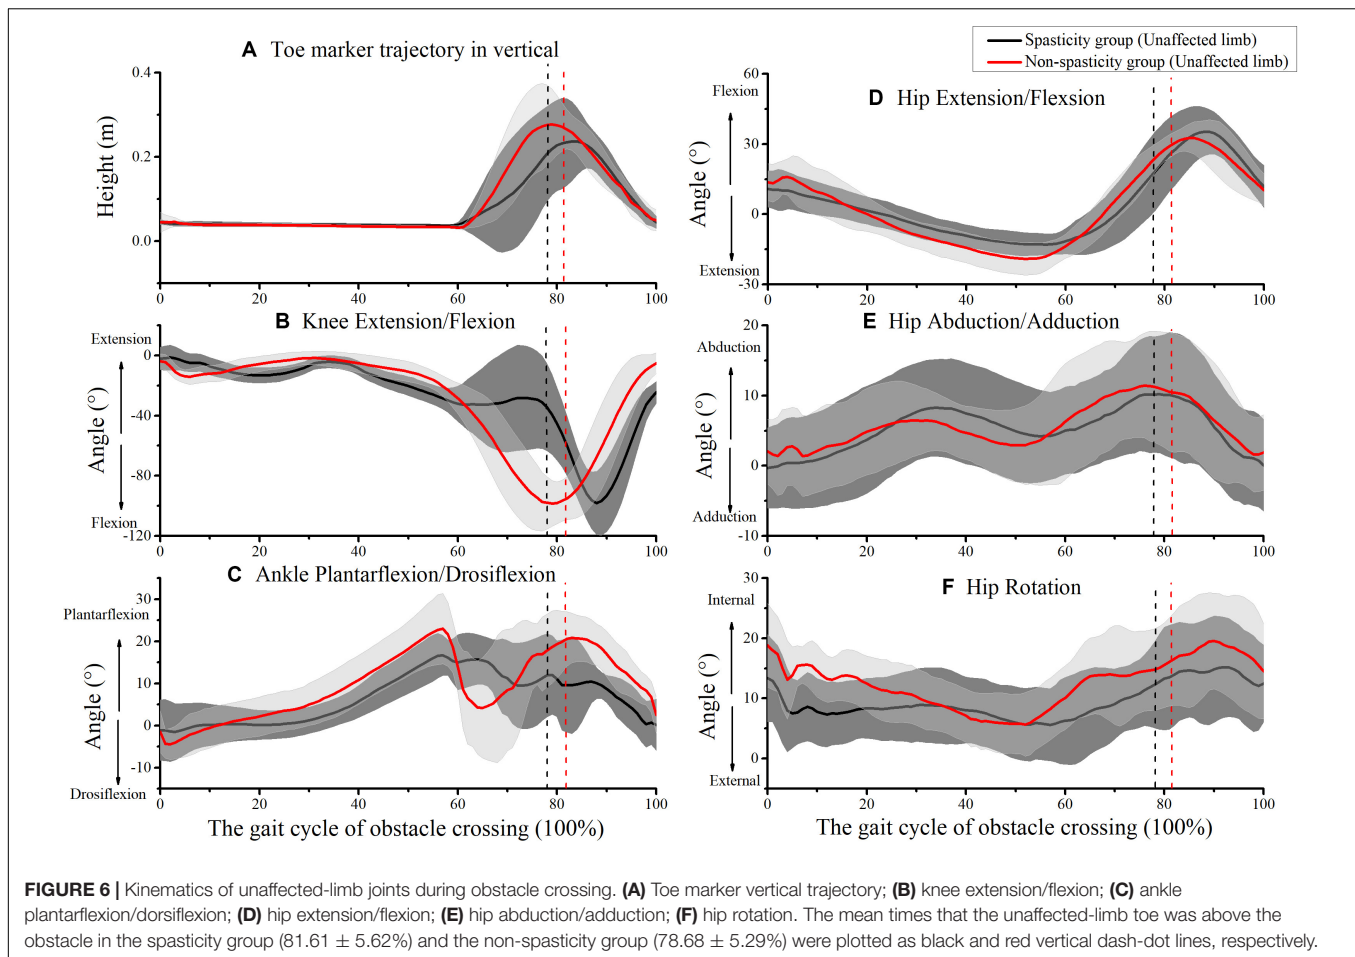 Spasticity group (Unaffected limb)
Non-spasticity group (Unaffected limb)
A Toe marker trajectory in vertical
0.4
0.2
0.0
Height (m)
0 20 40 60 80 100
D Hip Extension/Flexsion
60
30
0
-30
Flexion
Extension
Angle (°)
0 20 40 60 80 100
B Knee Extension/Flexion
Extension
Flexion
0
-40
-80
-120
Angle (°)
0 20 40 60 80 100
E Hip Abduction/Adduction
20
10
0
-10
Abduction
Adduction
Angle (°)
0 20 40 60 80 100
C Ankle Plantarflexion/Drosiflexion
30
20
10
0
-10
Plantarflexion
Drosiflexion
Angle (°)
0 20 40 60 80 100
The gait cycle of obstacle crossing (100%)
F Hip Rotation
30
20
10
0
Internal
External
Angle (°)
0 20 40 60 80 100
The gait cycle of obstacle crossing (100%)
FIGURE 6 | Kinematics of unaffected-limb joints during obstacle crossing. (A) Toe marker vertical trajectory; (B) knee extension/flexion; (C) ankle
plantarflexion/dorsiflexion; (D) hip extension/flexion; (E) hip abduction/adduction; (F) hip rotation. The mean times that the unaffected-limb toe was above the
obstacle in the spasticity group (81.61 ± 5.62%) and the non-spasticity group (78.68 ± 5.29%) were plotted as black and red vertical dash-dot lines, respectively.